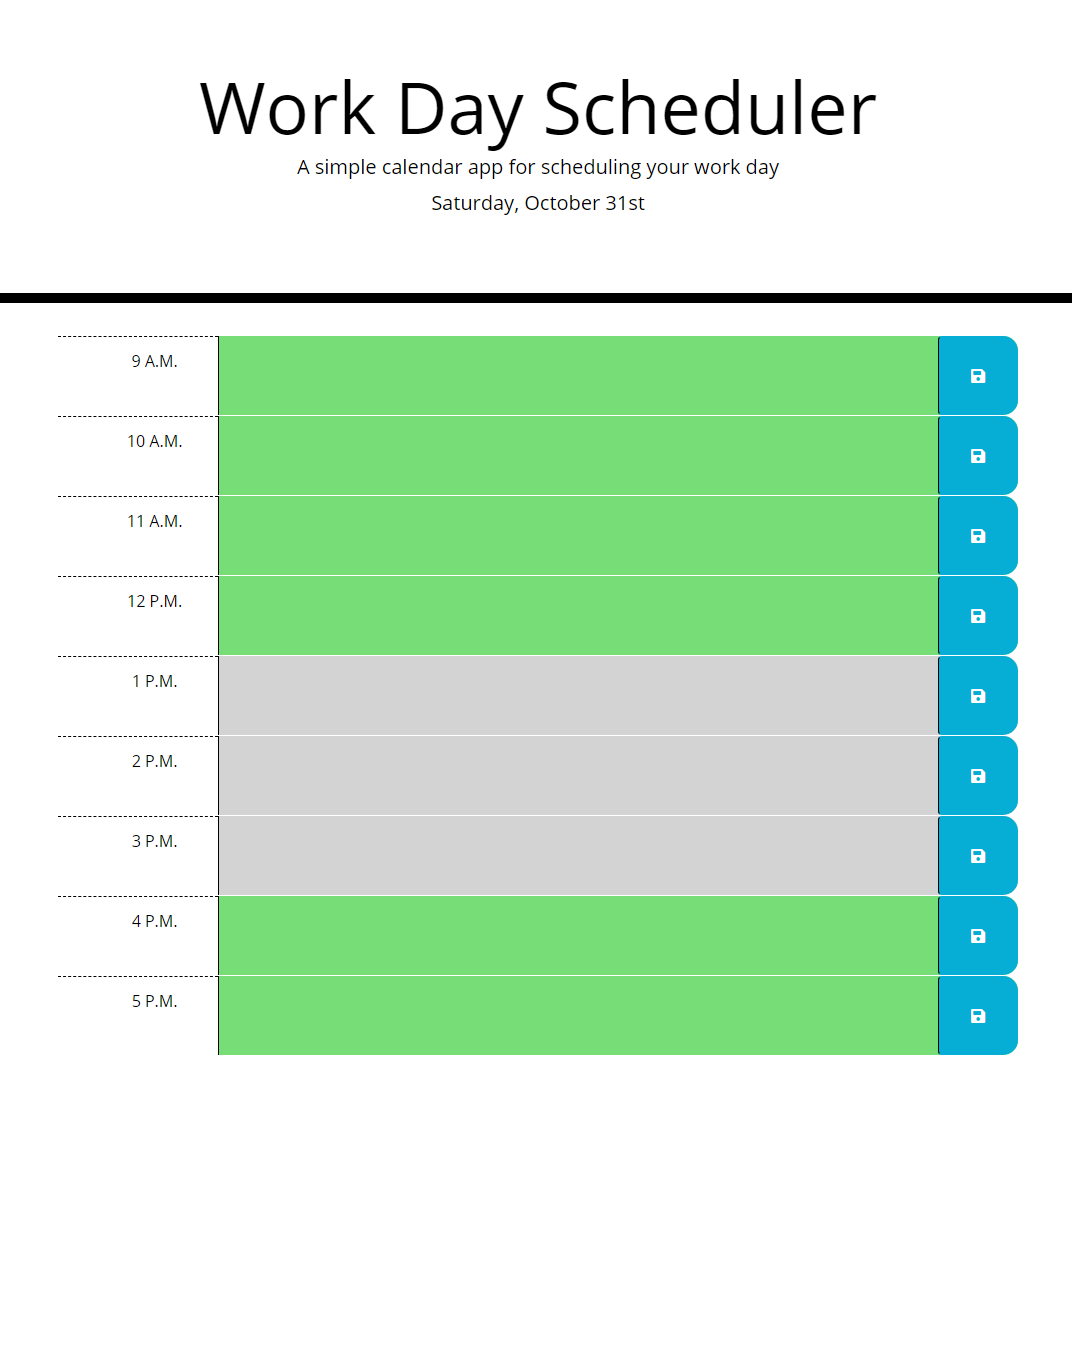 Work Day Scheduler
A simple calendar app for scheduling your work day
Saturday, October 31st
9 A.M.
10 A.M.
11 A.M.
12 P.M.
1 P.M.
2 P.M.
3 P.M.
4 P.M.
5 P.M.